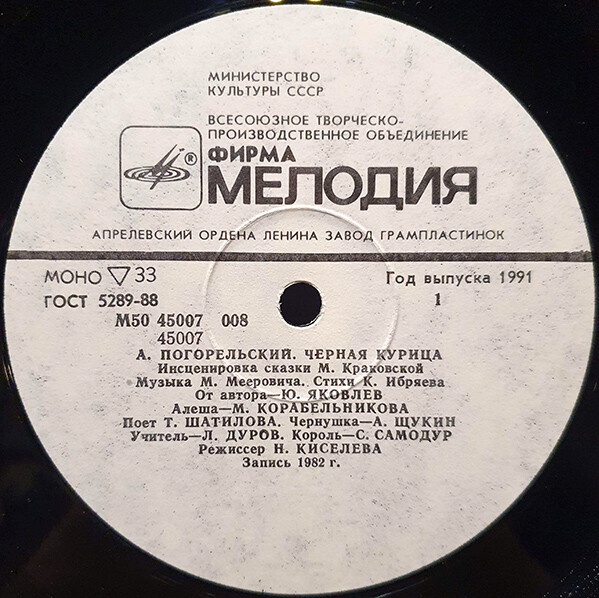 МИНИСТЕРСТВО
КУЛЬТУРЫ СССР
ВСЕСОЮЗНОЕ ТВОРЧЕСКО-
ПРОИЗВОДСТВЕННОЕ ОБЪЕДИНЕНИЕ
®
ФИРМА
МЕЛОДИЯ
АПРЕЛЕВСКИЙ ОРДЕНА ЛЕНИНА ЗАВОД ГРАМПЛАСТИНОК
МОНО ▽ 33 Год выпуска 1991
ГОСТ 5289-88 1
М50 45007 008
45007
А. ПОГОРЕЛЬСКИЙ. ЧЕРНАЯ КУРИЦА
Инсценировка сказки М. Краковской
Музыка М. Мееровича. Стихи К. Ибряева
От автора—Ю. ЯКОВЛЕВ
Алеша—М. КОРАБЕЛЬНИКОВА
Поет Т. ШАТИЛОВА. Чернушка—А. ЩУКИН
Учитель—Л. ДУРОВ. Король—С. САМОДУР
Режиссер Н. КИСЕЛЕВА
Запись 1982 г.